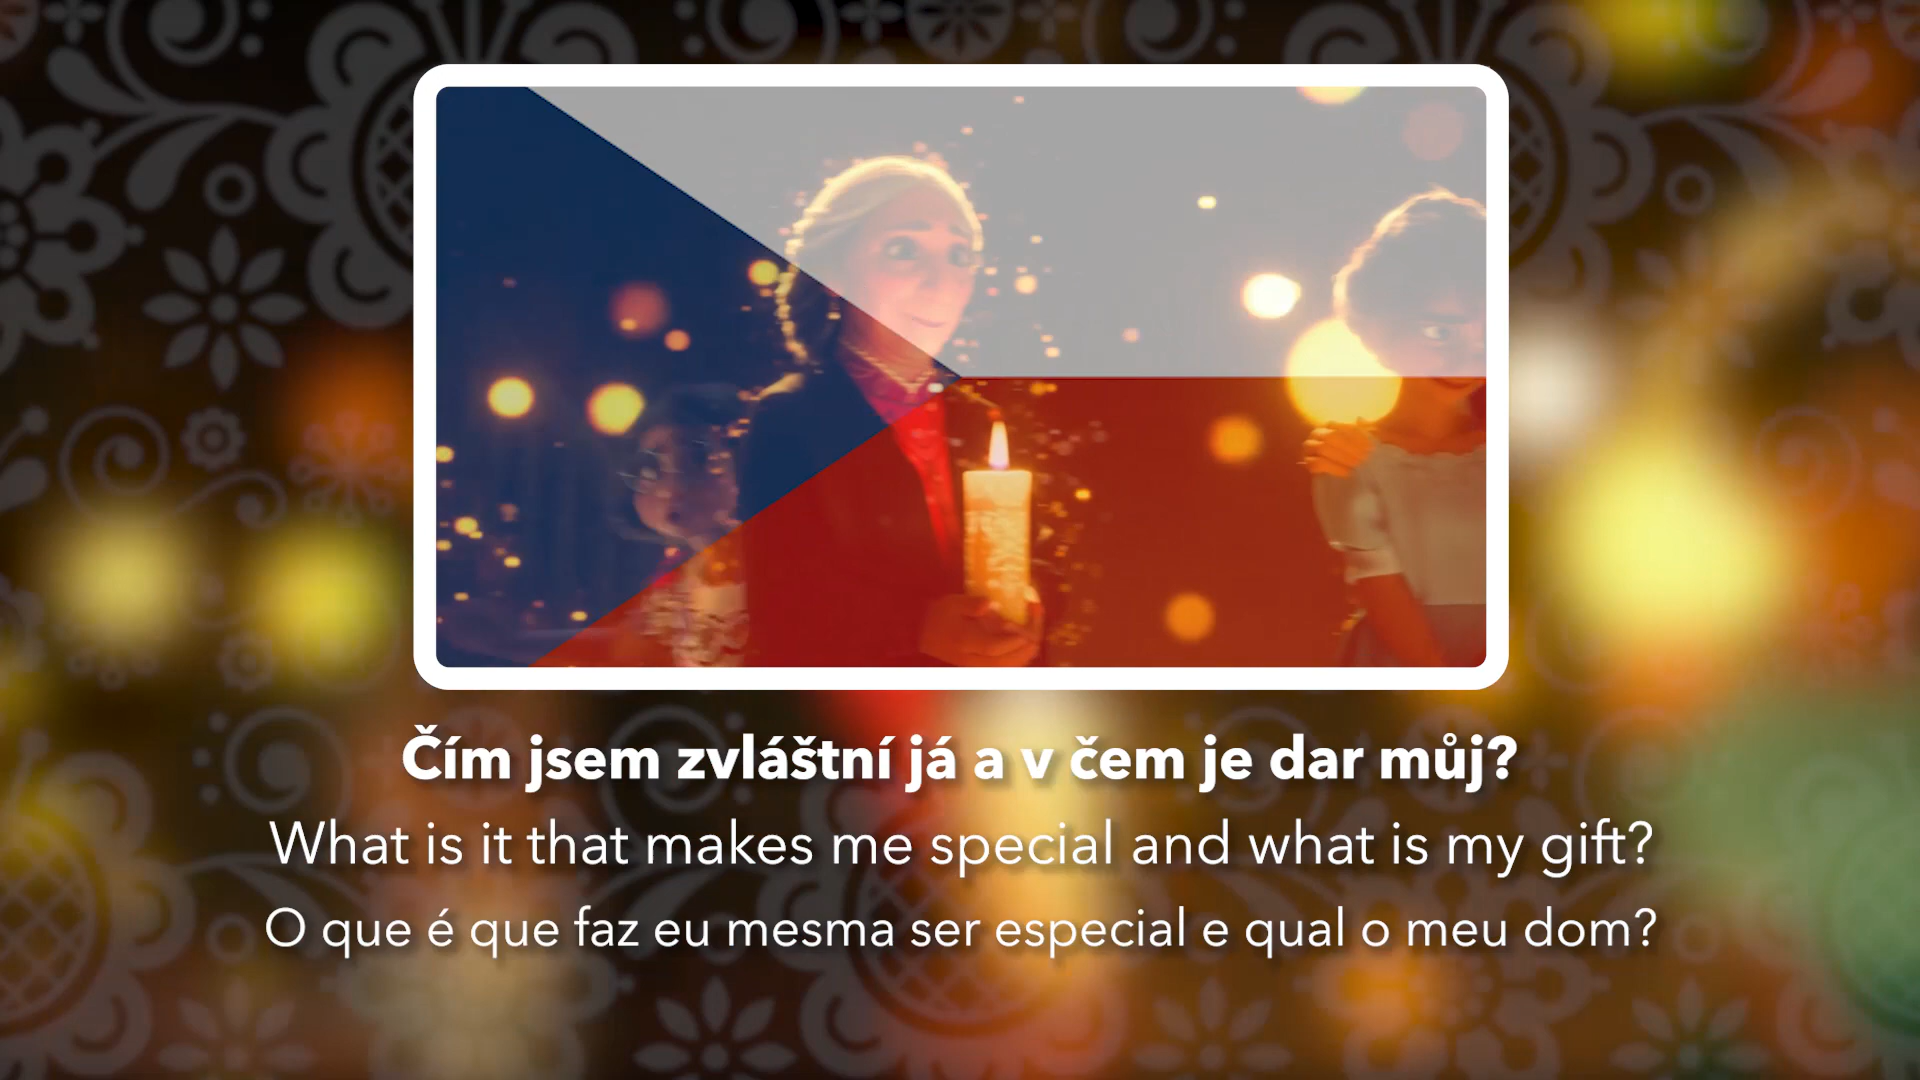 Čím jsem zvláštní já a v čem je dar můj?
What is it that makes me special and what is my gift?
O que é que faz eu mesma ser especial e qual o meu dom?